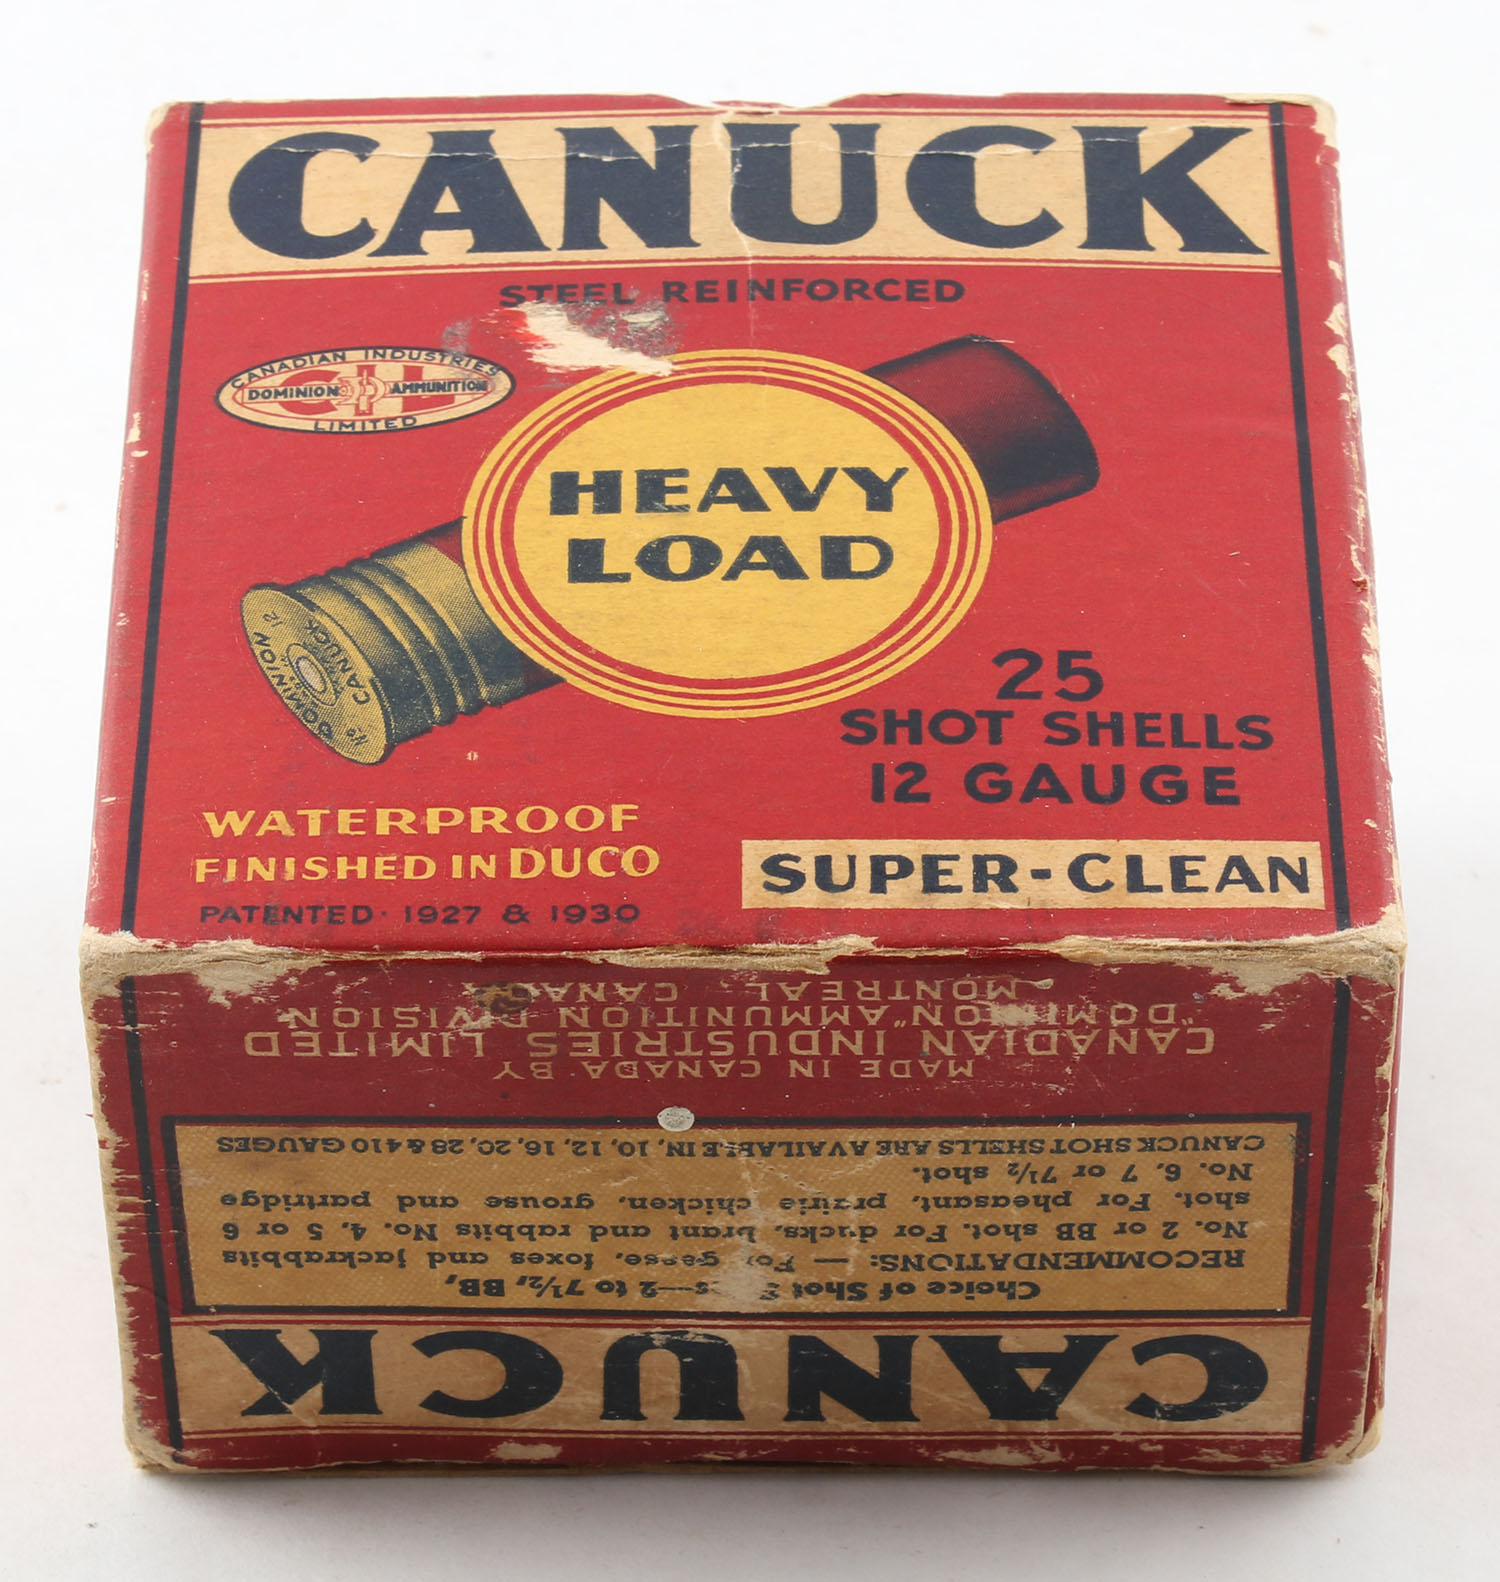 CANUCK
STEEL REINFORCED
CANADIAN INDUSTRIES
CIL
DOMINION AMMUNITION
LIMITED
HEAVY
LOAD
DOMINION No 12
CANUCK
25
SHOT SHELLS
12 GAUGE
WATERPROOF
FINISHED IN DUCO
PATENTED · 1927 & 1930
SUPER-CLEAN
CANUCK
Choice of Shot 2 to 7½, BB,
RECOMMENDATIONS: — For geese, foxes and jackrabbits
No. 2 or BB shot. For ducks, brant and rabbits No. 4, 5 or 6
shot. For pheasant, prairie chicken, grouse and partridge
No. 6, 7 or 7½ shot.
CANUCK SHOT SHELLS ARE AVAILABLE IN, 10, 12, 16, 20, 28 & 410 GAUGES
MADE IN CANADA BY
CANADIAN INDUSTRIES LIMITED
"DOMINION" AMMUNITION DIVISION
MONTREAL, CANADA